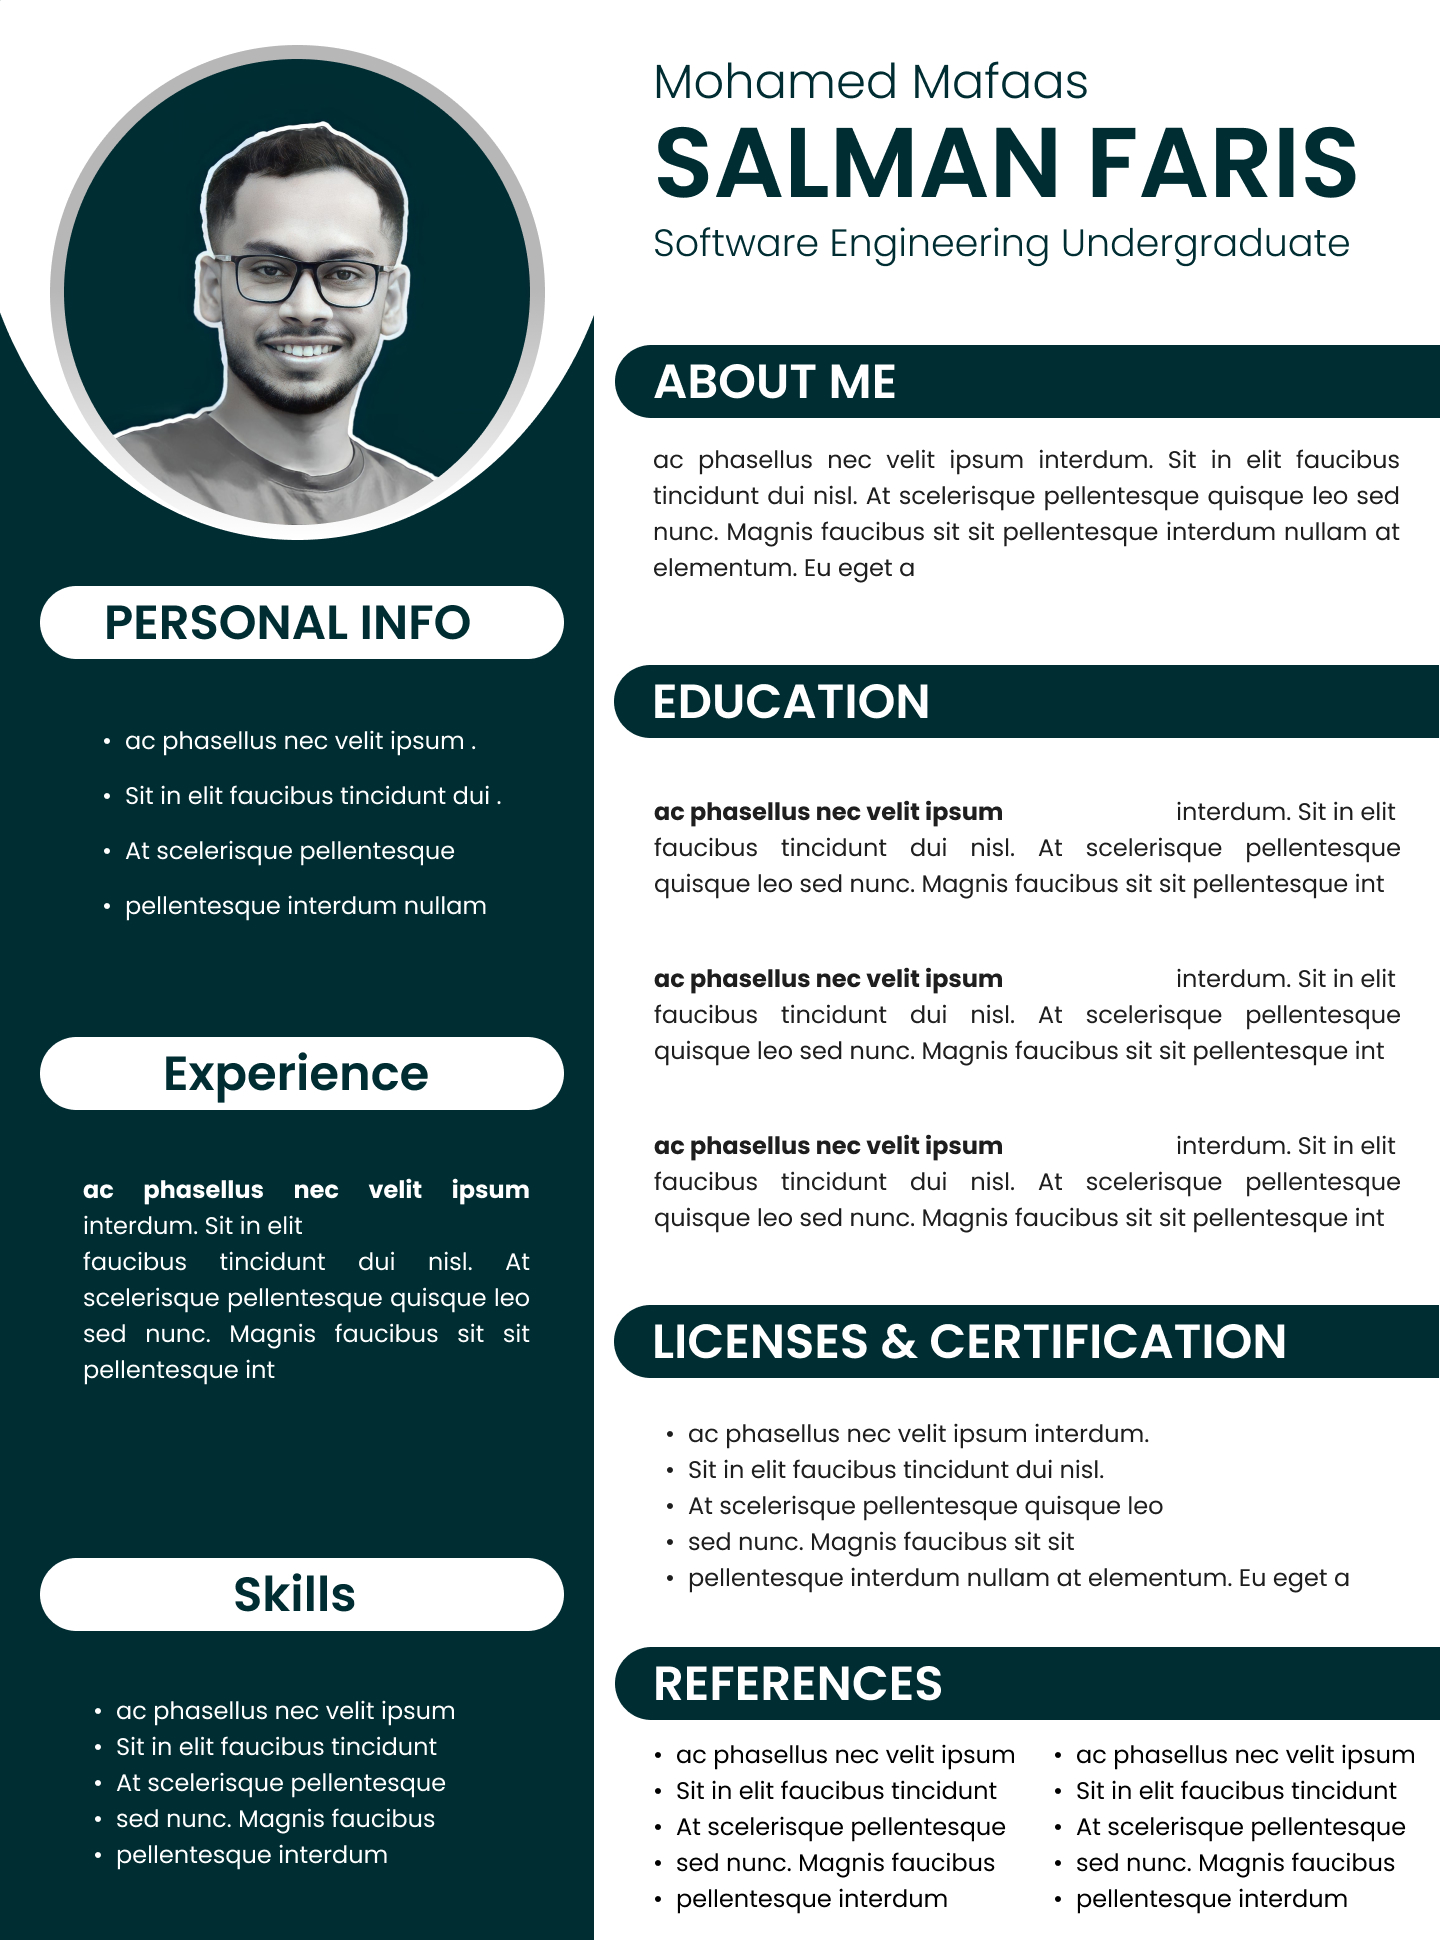 Mohamed Mafaas
SALMAN FARIS
Software Engineering Undergraduate
PERSONAL INFO
• ac phasellus nec velit ipsum .
• Sit in elit faucibus tincidunt dui .
• At scelerisque pellentesque
• pellentesque interdum nullam
Experience
ac phasellus nec velit ipsum
interdum. Sit in elit
faucibus tincidunt dui nisl. At
scelerisque pellentesque quisque leo
sed nunc. Magnis faucibus sit sit
pellentesque int
Skills
• ac phasellus nec velit ipsum
• Sit in elit faucibus tincidunt
• At scelerisque pellentesque
• sed nunc. Magnis faucibus
• pellentesque interdum
ABOUT ME
ac phasellus nec velit ipsum interdum. Sit in elit faucibus
tincidunt dui nisl. At scelerisque pellentesque quisque leo sed
nunc. Magnis faucibus sit sit pellentesque interdum nullam at
elementum. Eu eget a
EDUCATION
ac phasellus nec velit ipsum interdum. Sit in elit
faucibus tincidunt dui nisl. At scelerisque pellentesque
quisque leo sed nunc. Magnis faucibus sit sit pellentesque int
ac phasellus nec velit ipsum interdum. Sit in elit
faucibus tincidunt dui nisl. At scelerisque pellentesque
quisque leo sed nunc. Magnis faucibus sit sit pellentesque int
ac phasellus nec velit ipsum interdum. Sit in elit
faucibus tincidunt dui nisl. At scelerisque pellentesque
quisque leo sed nunc. Magnis faucibus sit sit pellentesque int
LICENSES & CERTIFICATION
• ac phasellus nec velit ipsum interdum.
• Sit in elit faucibus tincidunt dui nisl.
• At scelerisque pellentesque quisque leo
• sed nunc. Magnis faucibus sit sit
• pellentesque interdum nullam at elementum. Eu eget a
REFERENCES
• ac phasellus nec velit ipsum
• Sit in elit faucibus tincidunt
• At scelerisque pellentesque
• sed nunc. Magnis faucibus
• pellentesque interdum
• ac phasellus nec velit ipsum
• Sit in elit faucibus tincidunt
• At scelerisque pellentesque
• sed nunc. Magnis faucibus
• pellentesque interdum